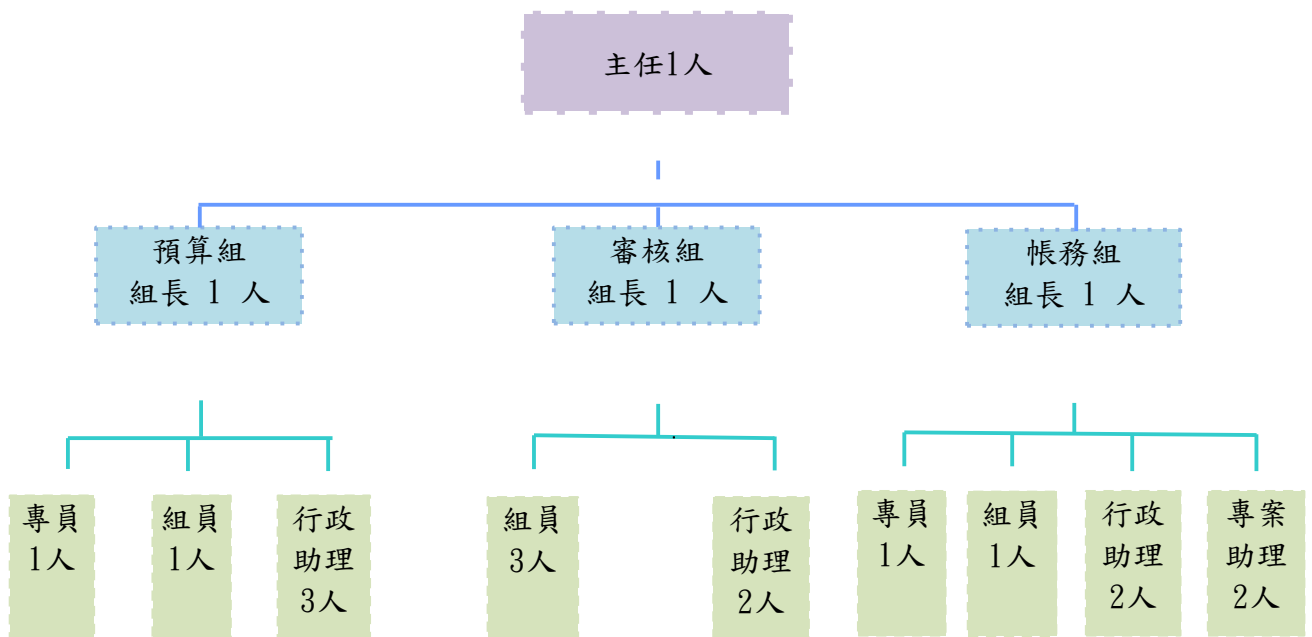 主任1人
預算組
組長 1 人
審核組
組長 1 人
帳務組
組長 1 人
專員
1人
組員
1人
行政
助理
3人
組員
3人
行政
助理
2人
專員
1人
組員
1人
行政
助理
2人
專案
助理
2人